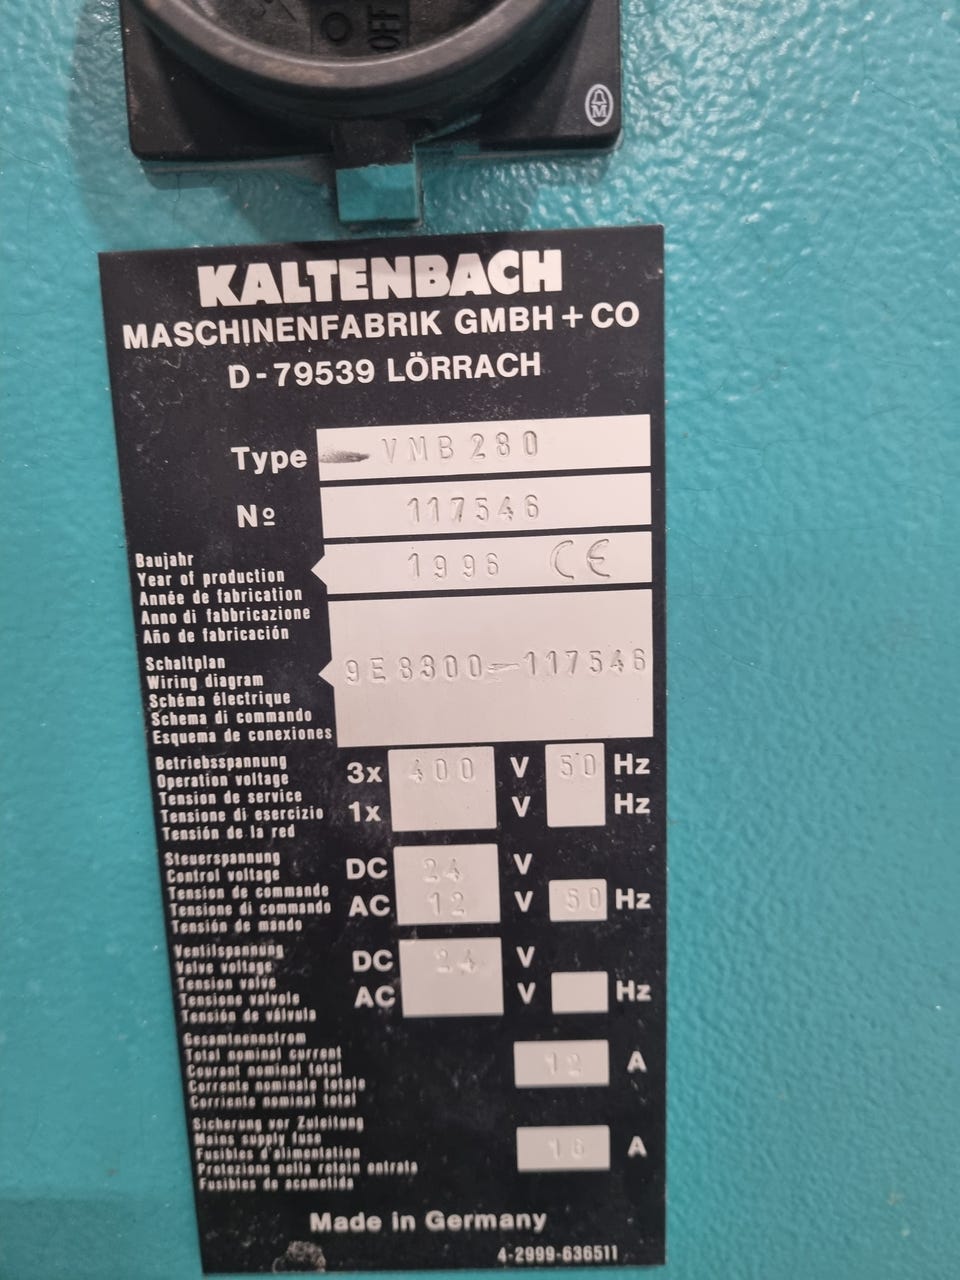 OFF
KALTENBACH
MASCHINENFABRIK GMBH + CO
D-79539 LÖRRACH
Type VMB 280
Nº 117546
Baujahr
Year of production 1996 CE
Année de fabrication
Anno di fabbricazione
Año de fabricación
Schaltplan
Wiring diagram 9E8300-117546
Schéma électrique
Schema di commando
Esquema de conexiones
Betriebsspannung
Operation voltage 3x 400 V 50 Hz
Tension de service
Tensione di esercizio 1x V Hz
Tensión de la red
Steuerspannung
Control voltage DC 24 V
Tension de commande
Tensione di commando AC 12 V 50 Hz
Tensión de mando
Ventilspannung
Valve voltage DC 24 V
Tension valve
Tensione valvole AC V Hz
Tensión de válvula
Gesamtnennstrom
Total nominal current
Courant nominal total 12 A
Corrente nominale totale
Corriente nominal total
Sicherung vor Zuleitung
Mains supply fuse
Fusibles d'alimentation 16 A
Protezione nella retein entrata
Fusibles de acometida
Made in Germany
4-2999-636511